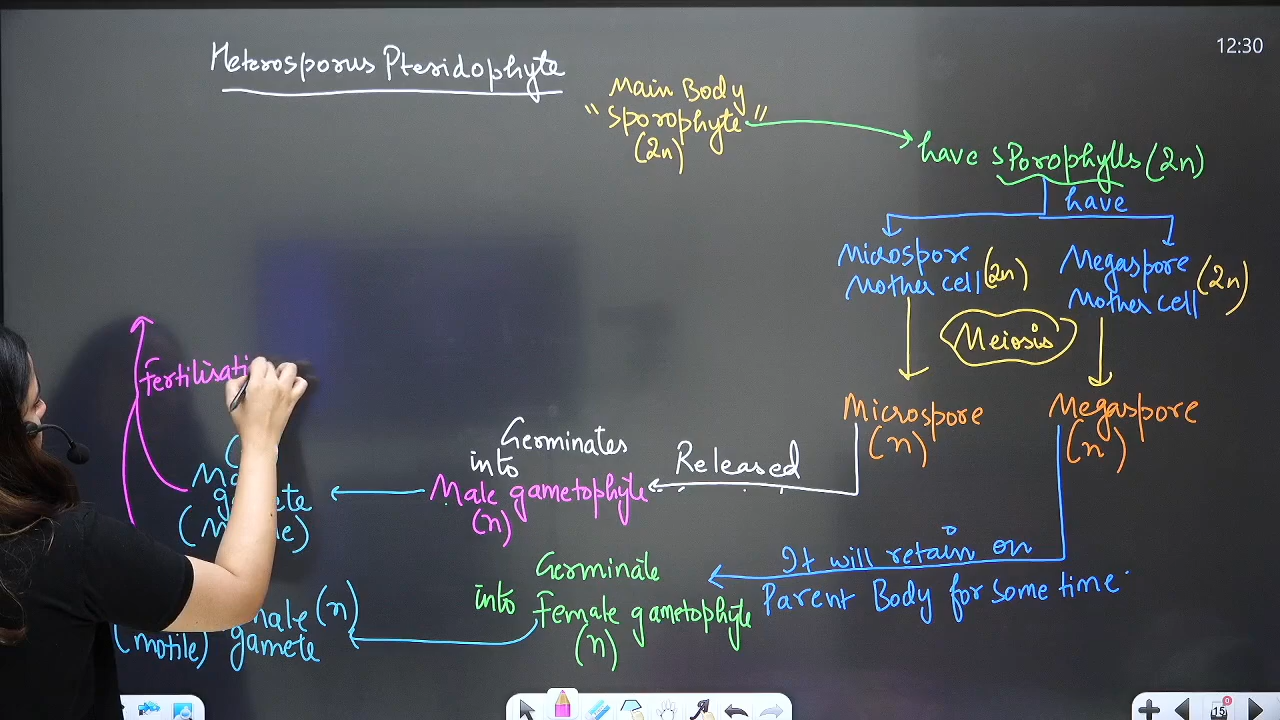 Heterosporus Pteridophyte
12:30
Main Body
"Sporophyte"
(2n)
have sporophylls (2n)
have
Microspore
Mother cell (2n)
Megaspore
Mother cell (2n)
Meiosis
Microspore
(n)
Megaspore
(n)
Released
Germinates
into
Male gametophyte
(n)
fertilisati
gamete
It will retain on
Parent Body for some time
Germinate
into Female gametophyte
(n)
male (n)
(motile) gamete
15